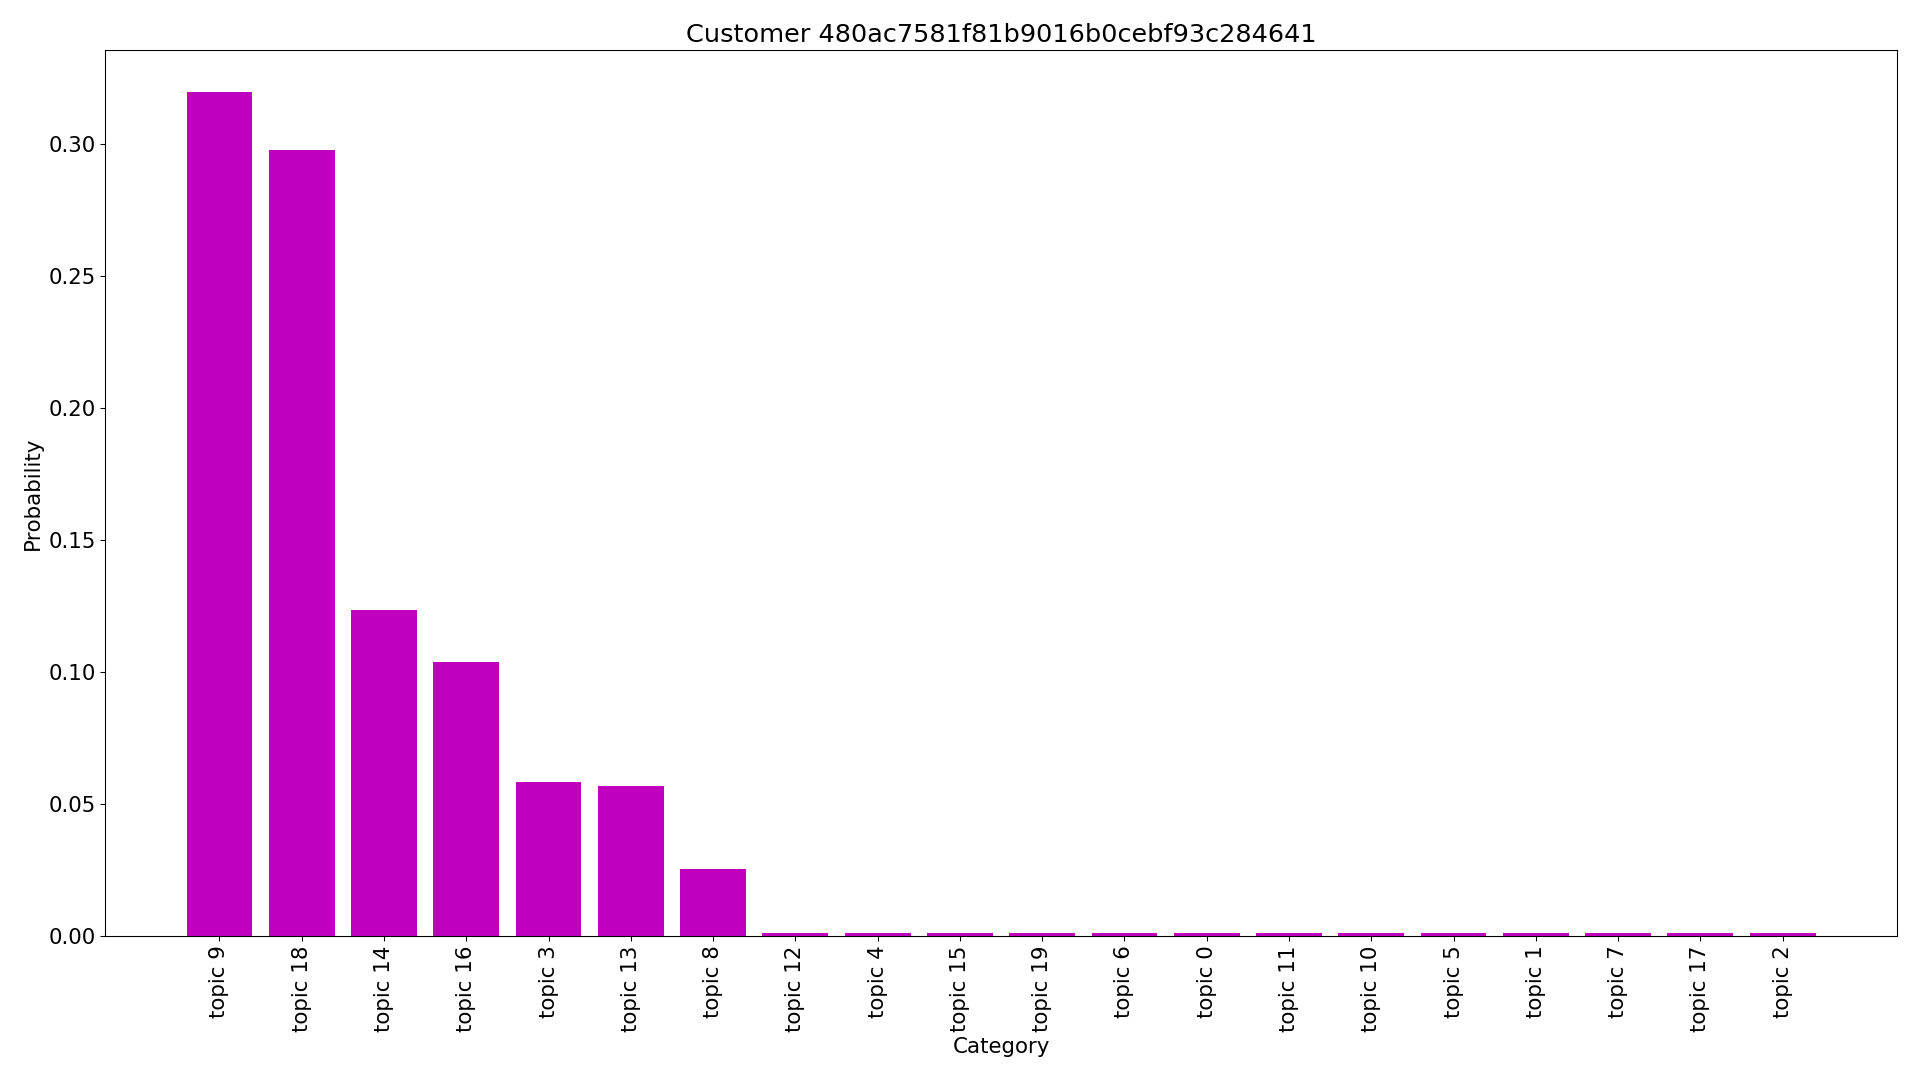 Customer 480ac7581f81b9016b0cebf93c284641
Probability
0.30
0.25
0.20
0.15
0.10
0.05
0.00
topic 9
topic 18
topic 14
topic 16
topic 3
topic 13
topic 8
topic 12
topic 4
topic 15
topic 19
topic 6
topic 0
topic 11
topic 10
topic 5
topic 1
topic 7
topic 17
topic 2
Category